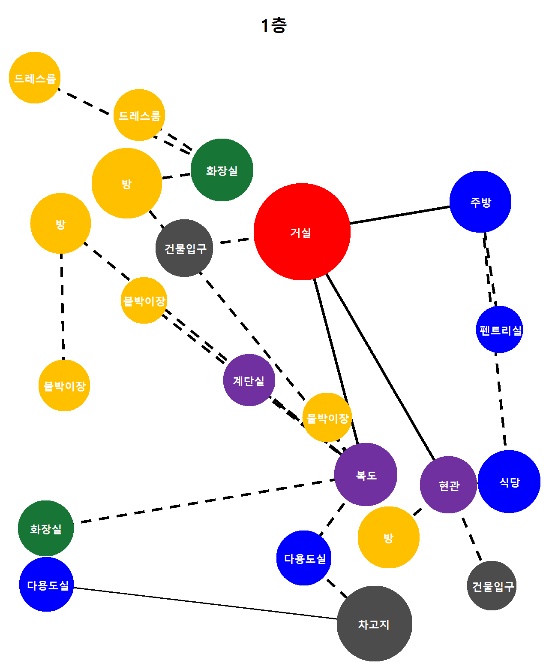 1층
드레스룸
드레스룸
화장실
방
주방
방
거실
건물입구
붙박이장
펜트리실
계단실
붙박이장
붙박이장
복도
식당
현관
화장실
방
다용도실
다용도실
건물입구
차고지